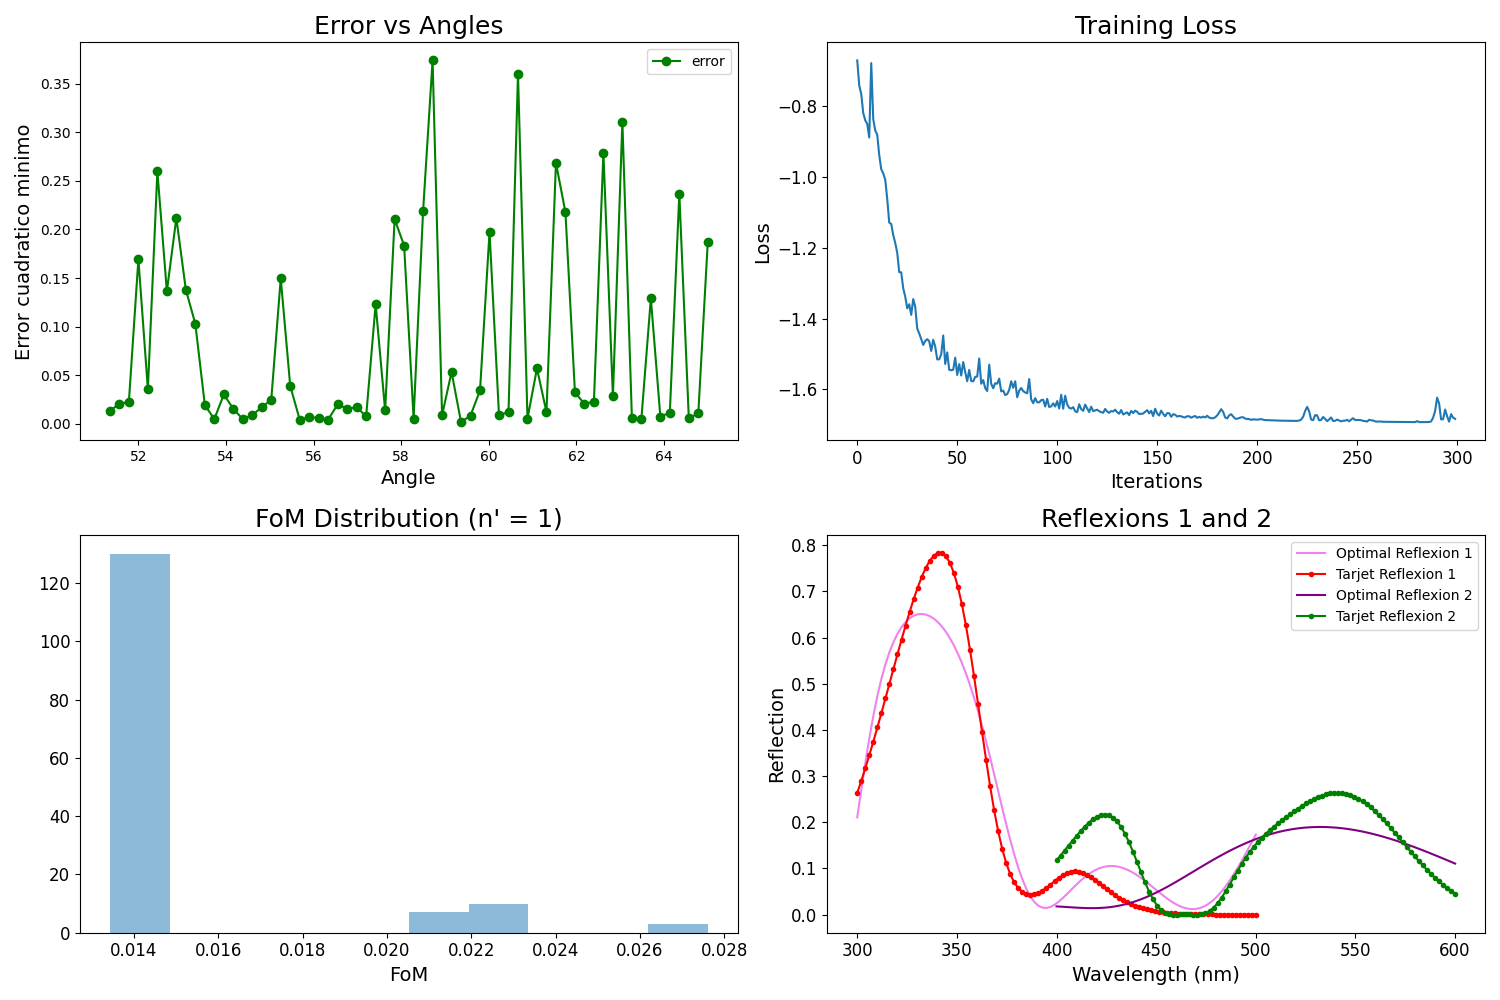 Error vs Angles
error
Error cuadratico minimo
0.35
0.30
0.25
0.20
0.15
0.10
0.05
0.00
52 54 56 58 60 62 64
Angle
Training Loss
Loss
−0.8
−1.0
−1.2
−1.4
−1.6
0 50 100 150 200 250 300
Iterations
FoM Distribution (n' = 1)
120
100
80
60
40
20
0
0.014 0.016 0.018 0.020 0.022 0.024 0.026 0.028
FoM
Reflexions 1 and 2
Optimal Reflexion 1
Tarjet Reflexion 1
Optimal Reflexion 2
Tarjet Reflexion 2
Reflection
0.8
0.7
0.6
0.5
0.4
0.3
0.2
0.1
0.0
300 350 400 450 500 550 600
Wavelength (nm)